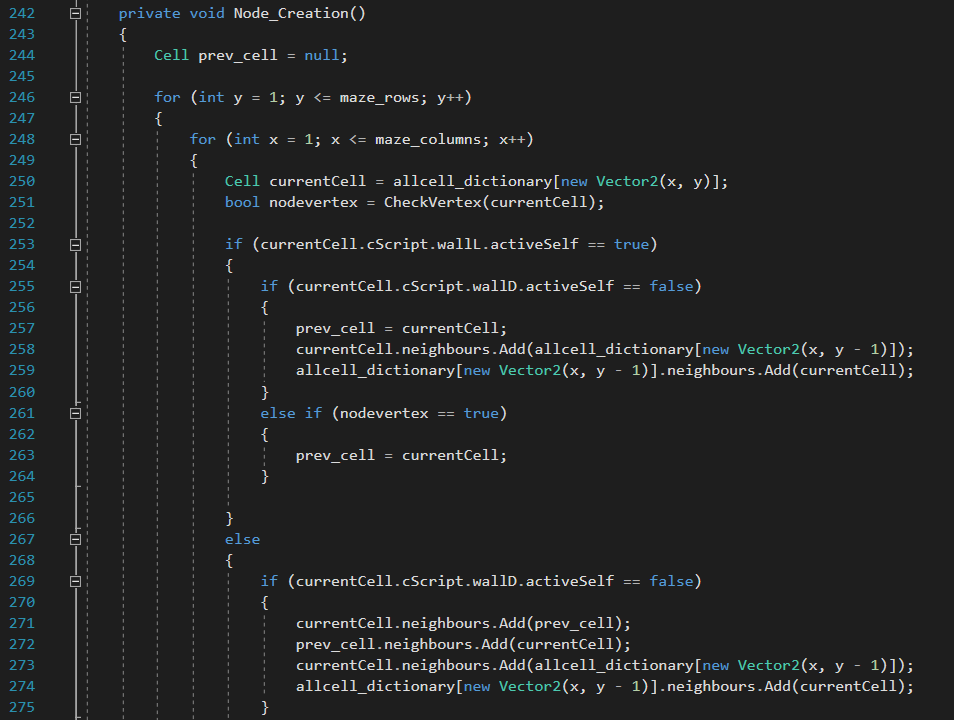 242 private void Node_Creation()
243 {
244 Cell prev_cell = null;
245
246 for (int y = 1; y <= maze_rows; y++)
247 {
248 for (int x = 1; x <= maze_columns; x++)
249 {
250 Cell currentCell = allcell_dictionary[new Vector2(x, y)];
251 bool nodevertex = CheckVertex(currentCell);
252
253 if (currentCell.cScript.wallL.activeSelf == true)
254 {
255 if (currentCell.cScript.wallD.activeSelf == false)
256 {
257 prev_cell = currentCell;
258 currentCell.neighbours.Add(allcell_dictionary[new Vector2(x, y - 1)]);
259 allcell_dictionary[new Vector2(x, y - 1)].neighbours.Add(currentCell);
260 }
261 else if (nodevertex == true)
262 {
263 prev_cell = currentCell;
264 }
265
266 }
267 else
268 {
269 if (currentCell.cScript.wallD.activeSelf == false)
270 {
271 currentCell.neighbours.Add(prev_cell);
272 prev_cell.neighbours.Add(currentCell);
273 currentCell.neighbours.Add(allcell_dictionary[new Vector2(x, y - 1)]);
274 allcell_dictionary[new Vector2(x, y - 1)].neighbours.Add(currentCell);
275 }